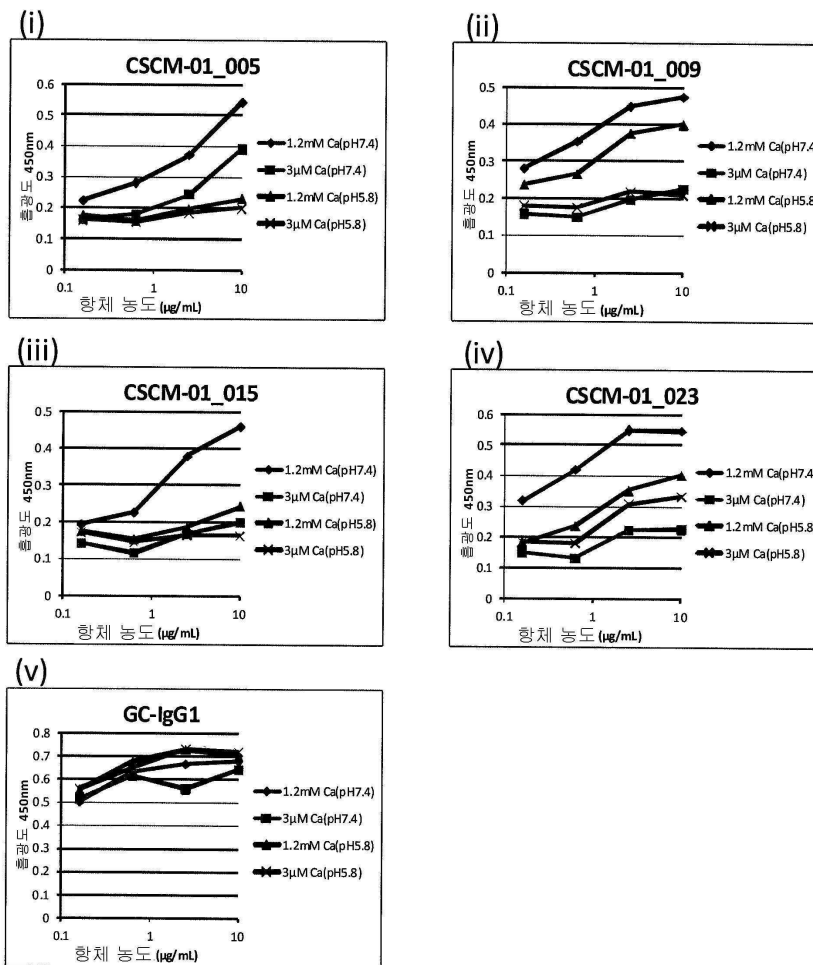 (i)
CSCM-01_005
0.6
0.5
0.4
0.3
0.2
0.1
0
흡광도 450nm
0.1
1
10
항체 농도 (µg/mL)
1.2mM Ca(pH7.4)
3µM Ca(pH7.4)
1.2mM Ca(pH5.8)
3µM Ca(pH5.8)
(ii)
CSCM-01_009
0.5
0.4
0.3
0.2
0.1
0
흡광도 450nm
0.1
1
10
항체 농도 (µg/mL)
1.2mM Ca(pH7.4)
3µM Ca(pH7.4)
1.2mM Ca(pH5.8)
3µM Ca(pH5.8)
(iii)
CSCM-01_015
0.5
0.4
0.3
0.2
0.1
0
흡광도 450nm
0.1
1
10
항체 농도 (µg/mL)
1.2mM Ca(pH7.4)
3µM Ca(pH7.4)
1.2mM Ca(pH5.8)
3µM Ca(pH5.8)
(iv)
CSCM-01_023
0.6
0.5
0.4
0.3
0.2
0.1
0
흡광도 450nm
0.1
1
10
항체 농도 (µg/mL)
1.2mM Ca(pH7.4)
3µM Ca(pH7.4)
1.2mM Ca(pH5.8)
3µM Ca(pH5.8)
(v)
GC-IgG1
0.8
0.7
0.6
0.5
0.4
0.3
0.2
0.1
0
흡광도 450nm
0.1
1
10
항체 농도 (µg/mL)
1.2mM Ca(pH7.4)
3µM Ca(pH7.4)
1.2mM Ca(pH5.8)
3µM Ca(pH5.8)